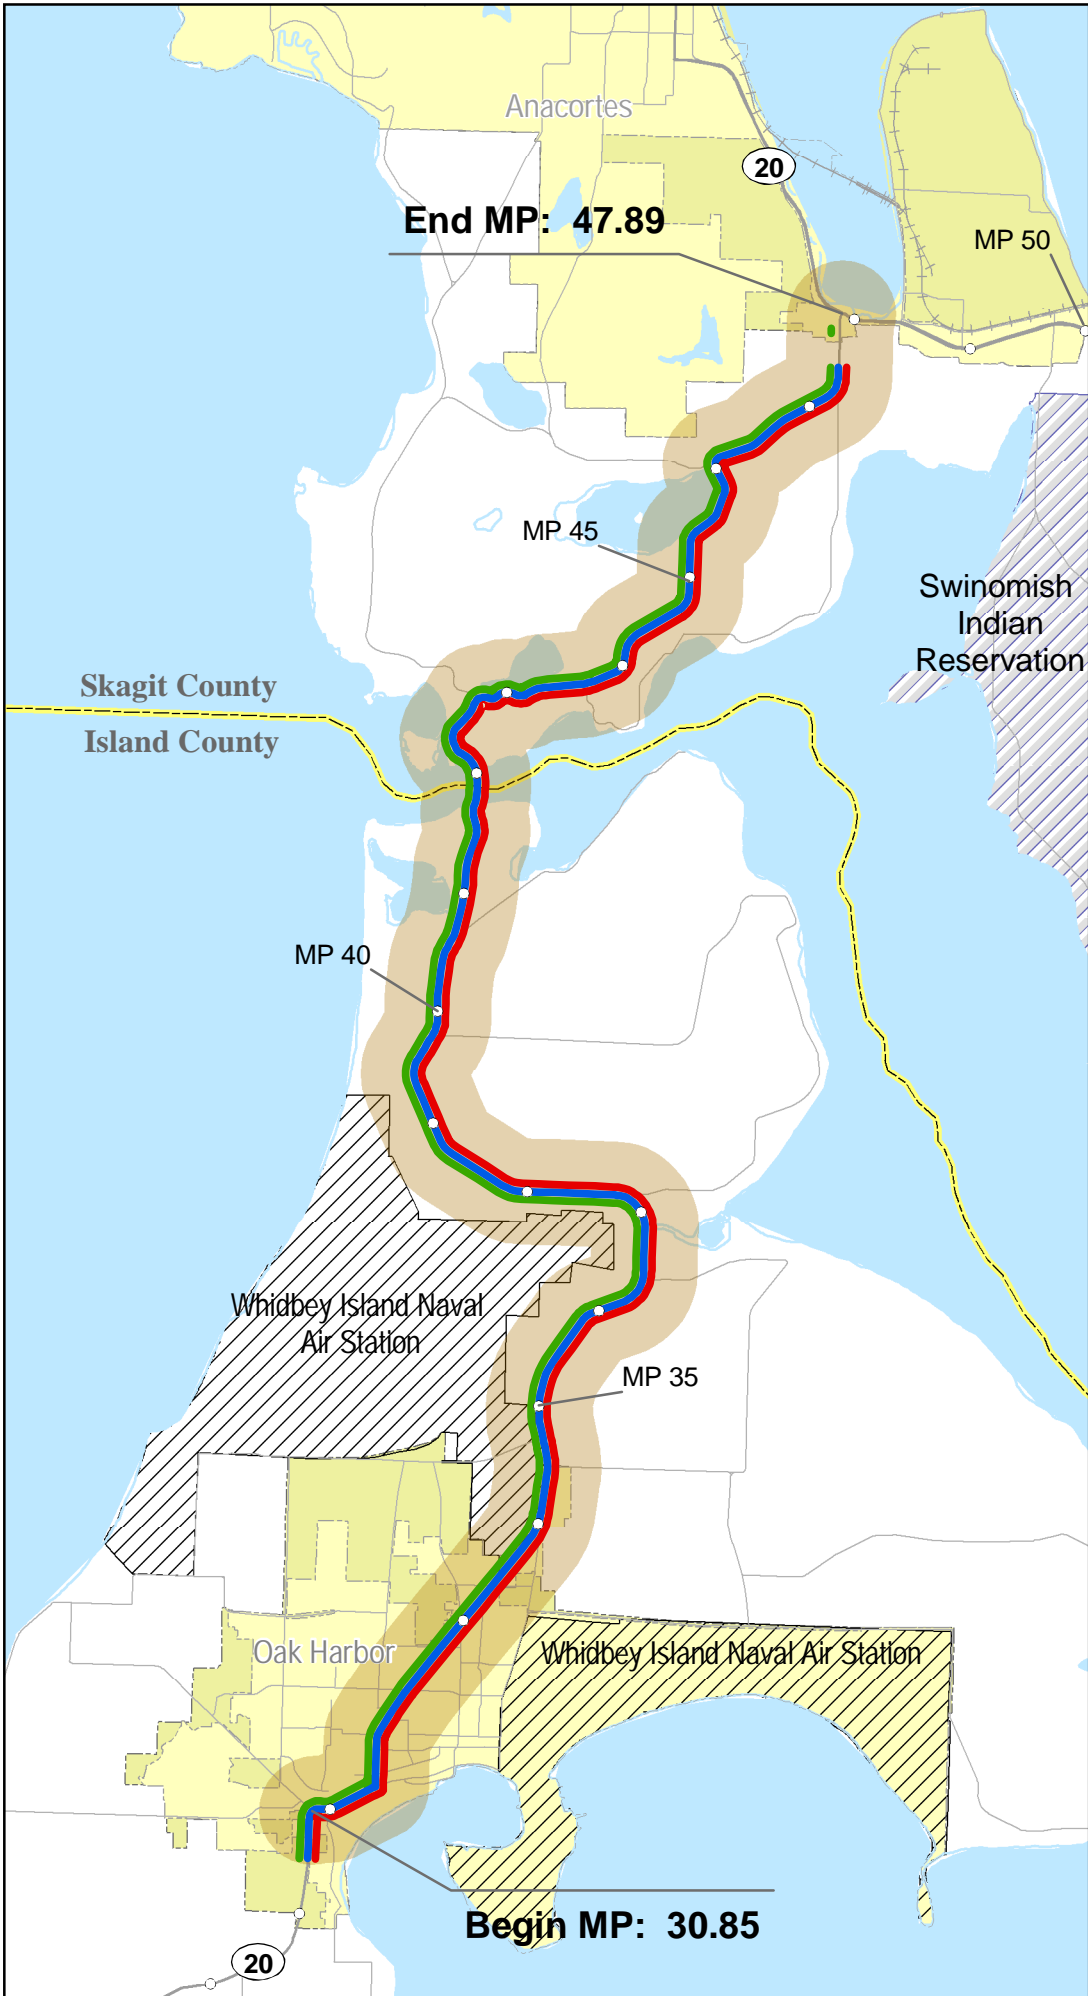 Anacortes
20
End MP: 47.89
MP 50
MP 45
Swinomish
Indian
Reservation
Skagit County
Island County
MP 40
Whidbey Island Naval
Air Station
MP 35
Oak Harbor
Whidbey Island Naval Air Station
Begin MP: 30.85
20